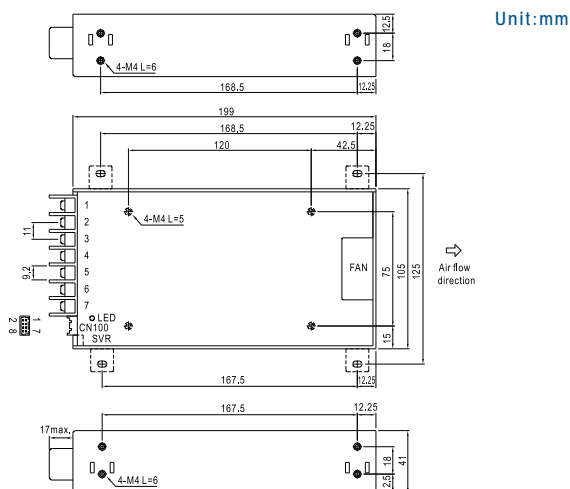 Unit:mm
12.5
18
4-M4 L=6
168.5
12.25
199
168.5
12.25
120
42.5
4-M4 L=5
1
2
3
4
5
6
7
11
9.2
LED
CN100
SVR
1 7
2 8
FAN
75
105
125
15
Air flow
direction
167.5
12.25
167.5
12.25
17max.
4-M4 L=6
18
41